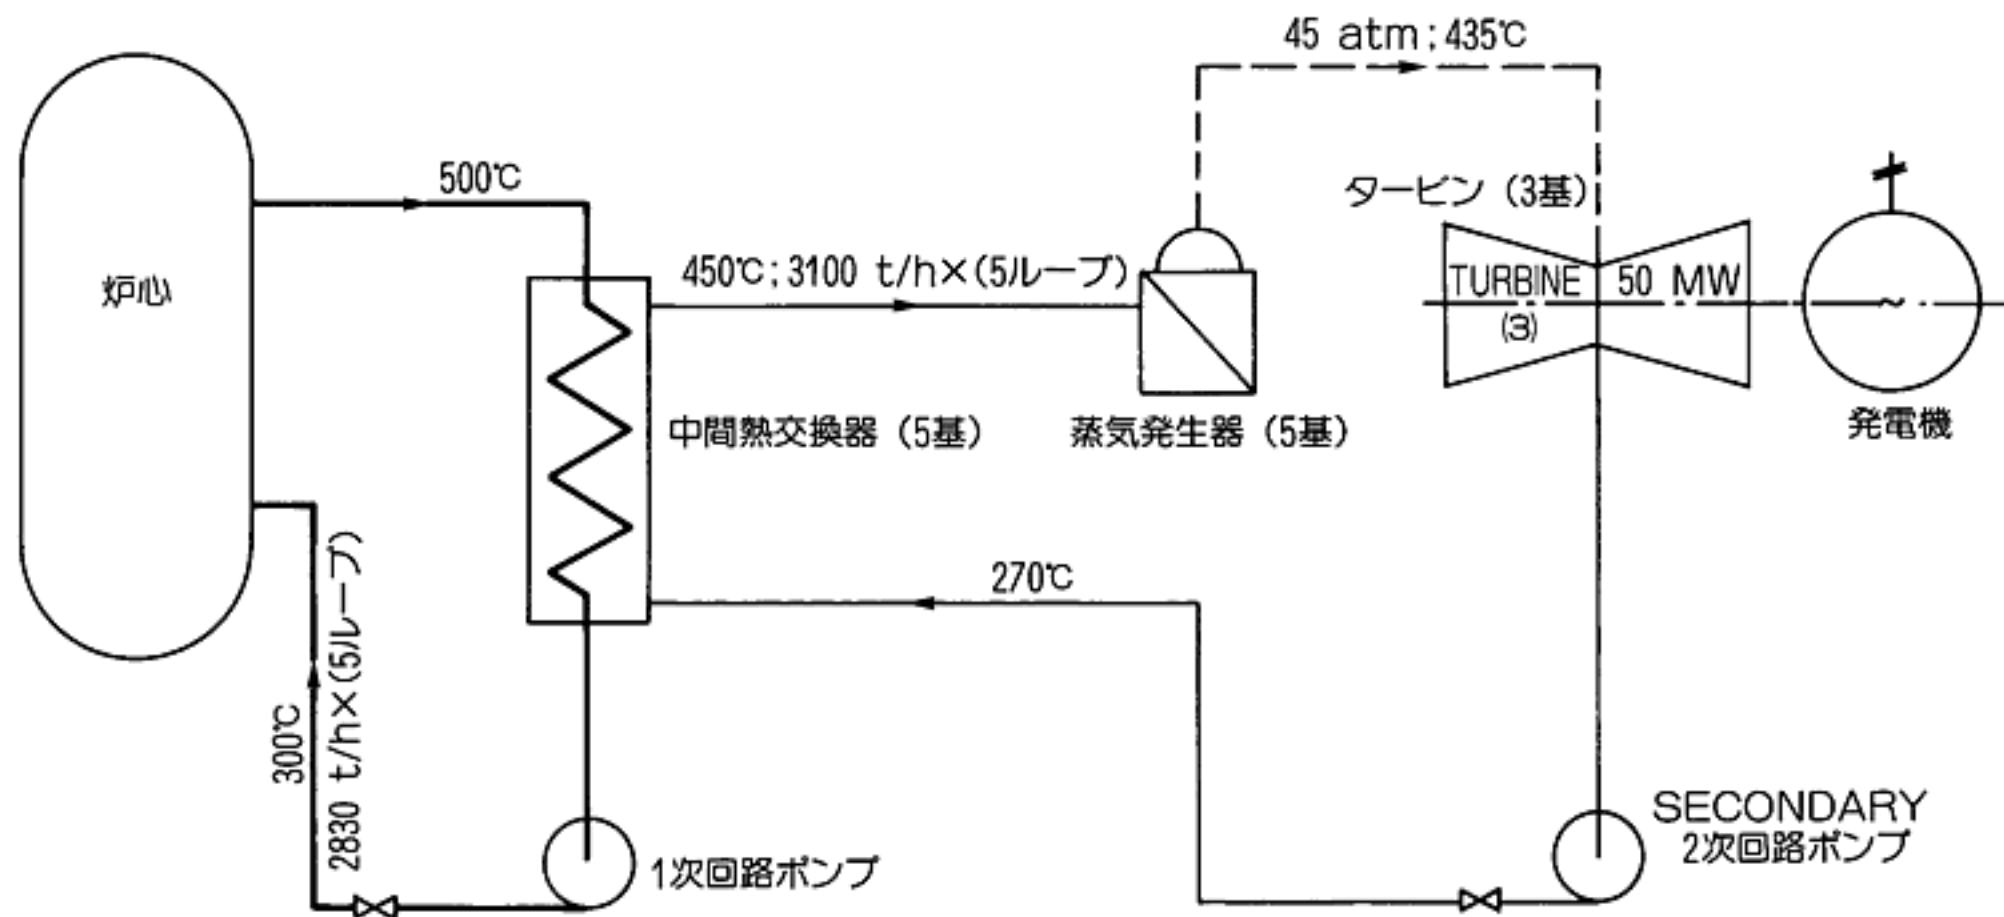 45 atm;435℃
500℃
タービン（3基）
炉心
450℃;3100 t/h×(5ループ)
TURBINE 50 MW
(3)
~
中間熱交換器（5基）
蒸気発生器（5基）
発電機
270℃
300℃
2830 t/h×(5ループ)
1次回路ポンプ
SECONDARY
2次回路ポンプ